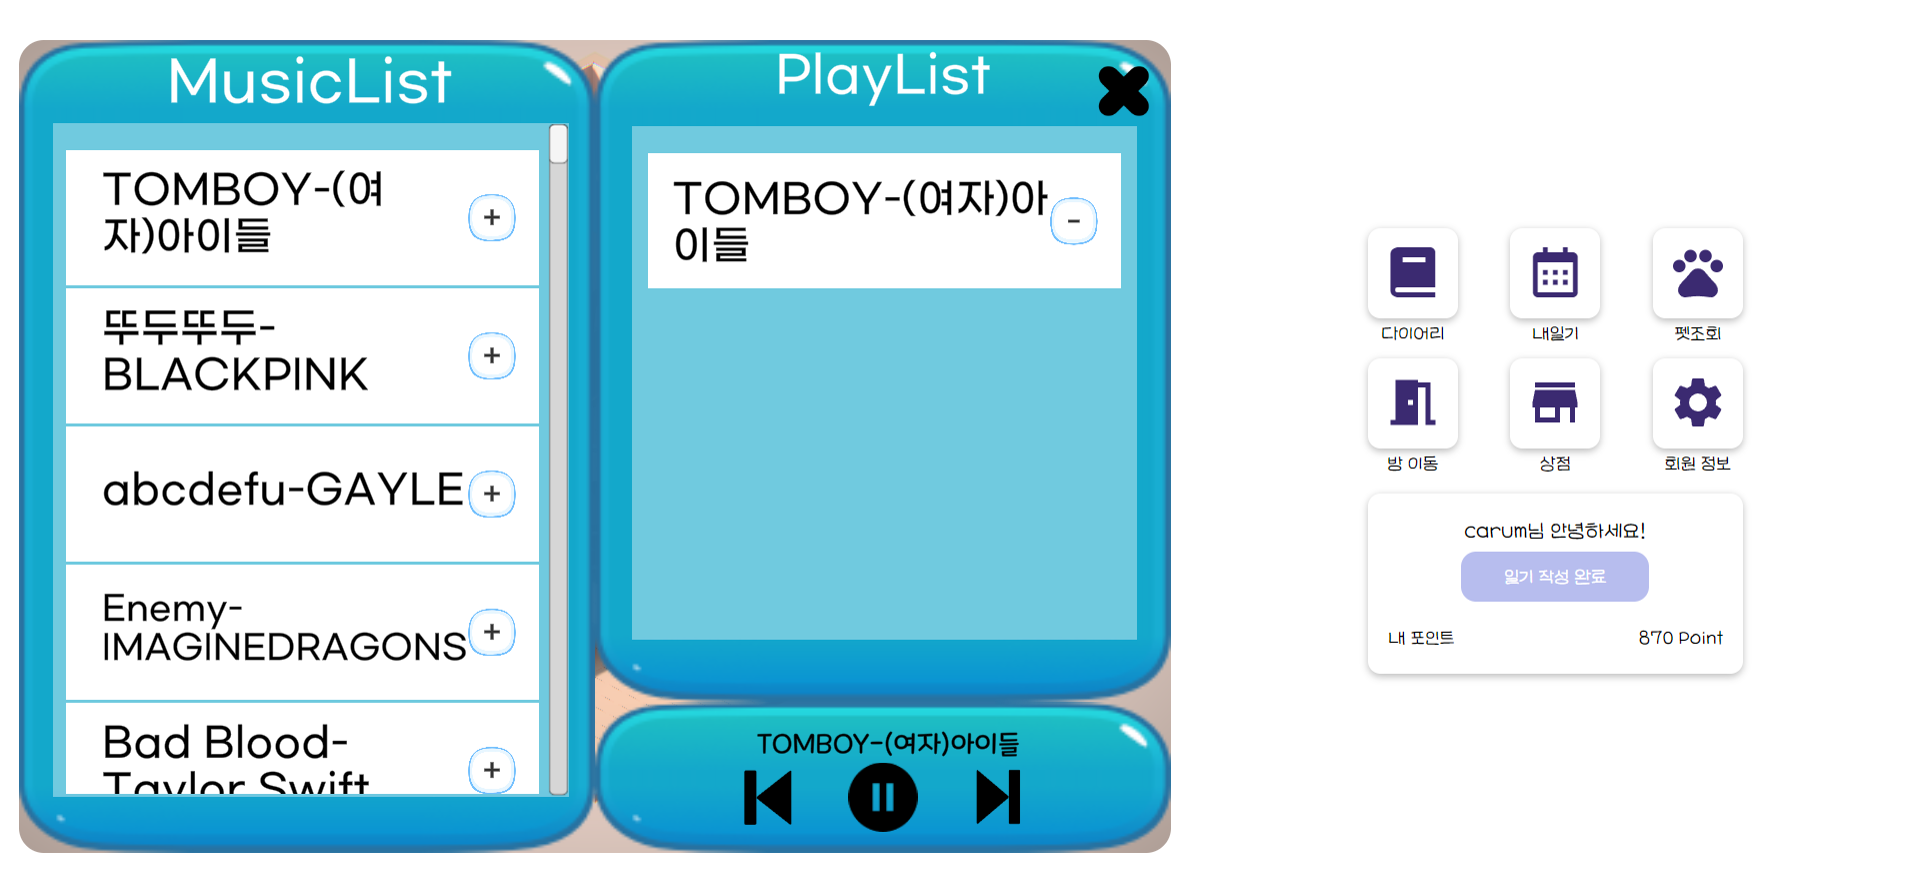 MusicList
TOMBOY-(여
자)아이들
+
뚜두뚜두-
BLACKPINK
+
abcdefu-GAYLE
+
Enemy-
IMAGINEDRAGONS
+
Bad Blood-
Taylor Swift
+
PlayList
TOMBOY-(여자)아
이들
-
TOMBOY-(여자)아이들
다이어리
내일기
펫조회
방 이동
상점
회원 정보
carum님 안녕하세요!
일기 작성 완료
내 포인트
870 Point